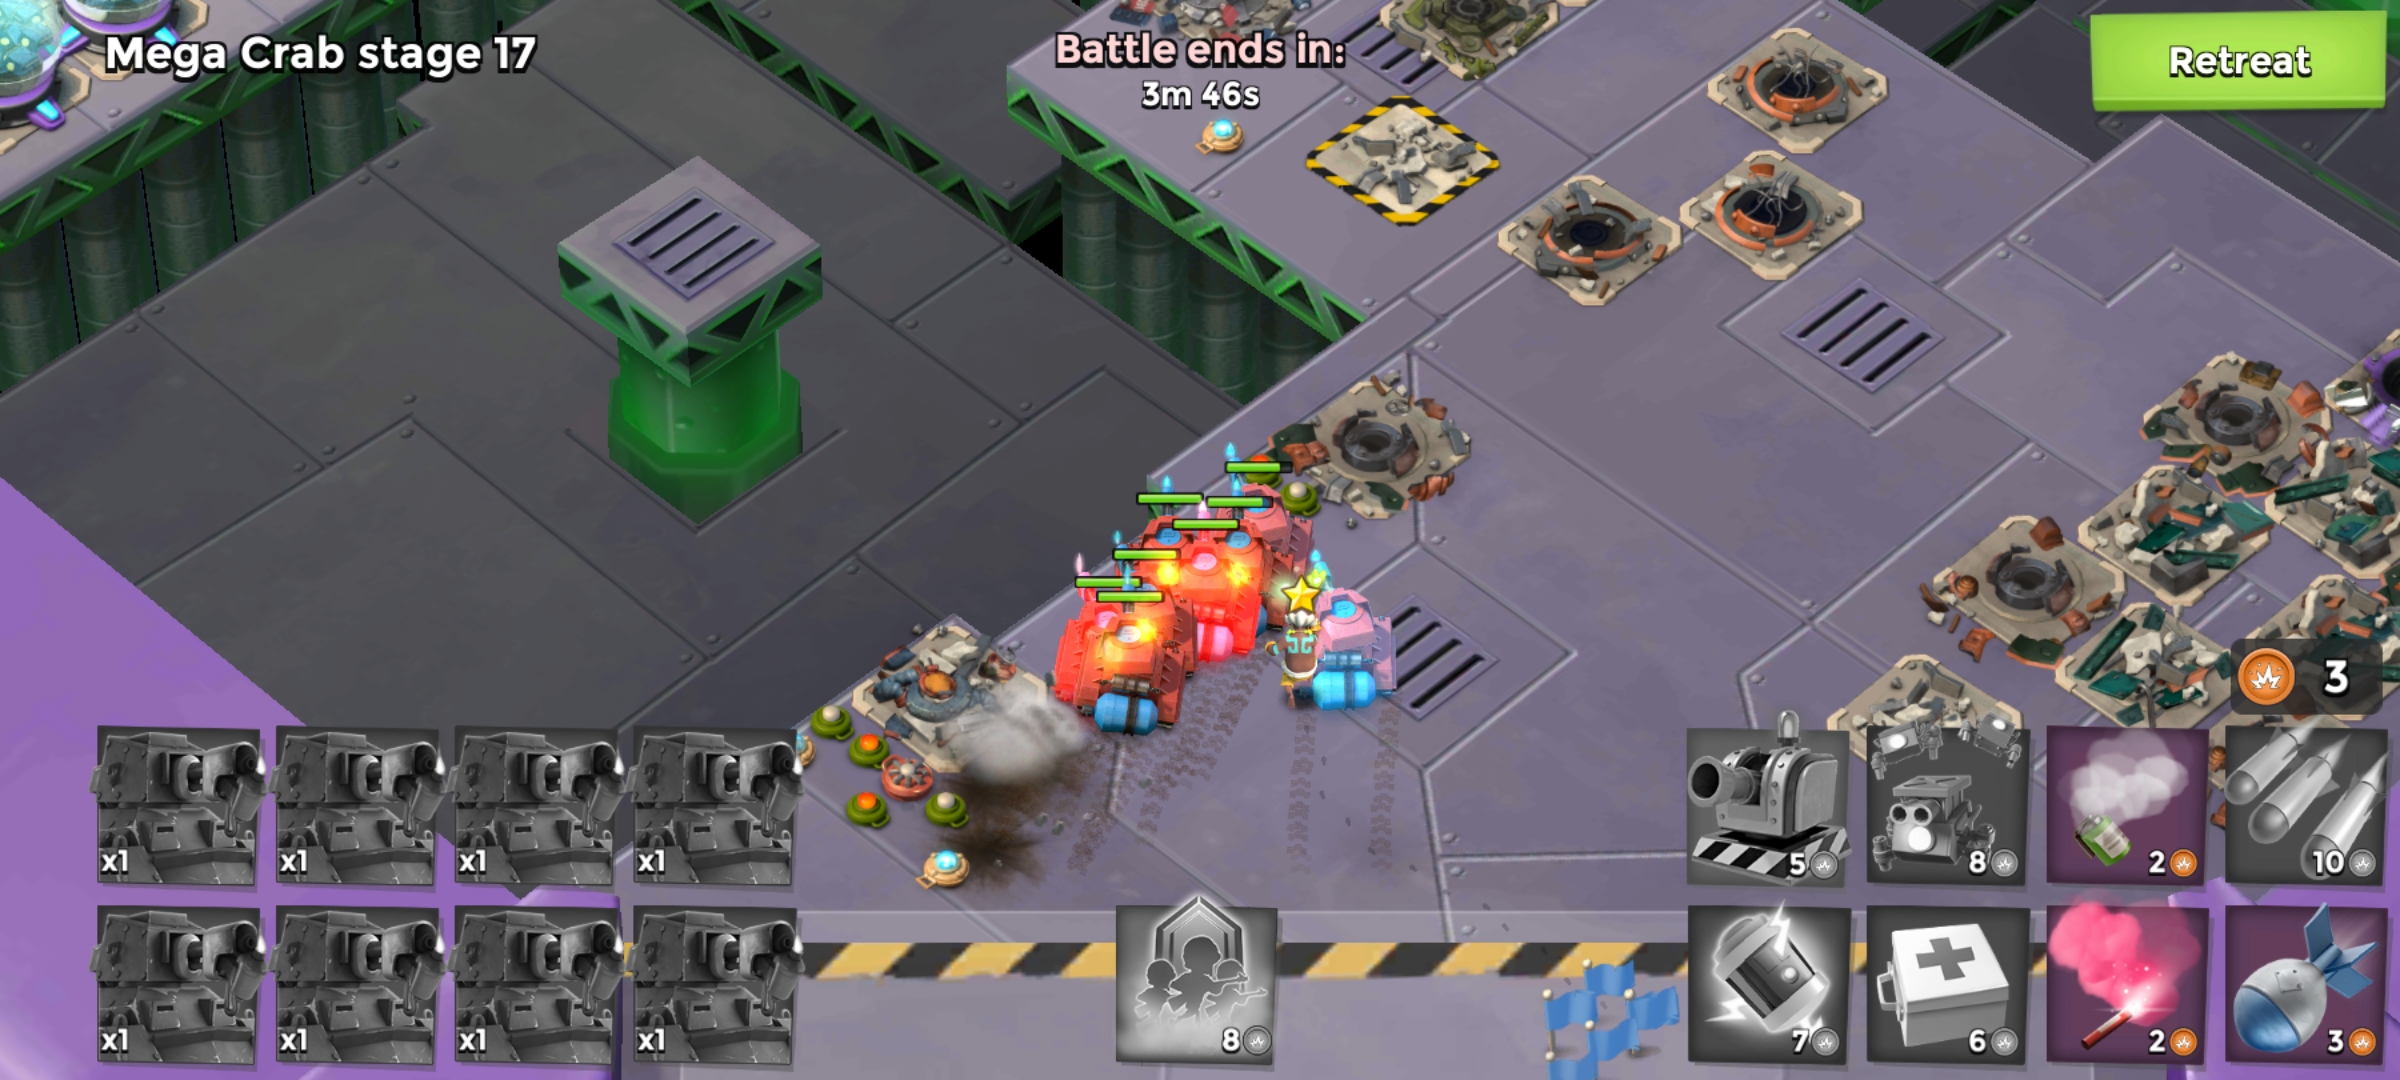 Mega Crab stage 17
Battle ends in:
3m 46s
Retreat
3
x1
x1
x1
x1
5
8
2
10
x1
x1
x1
x1
8
7
6
2
3